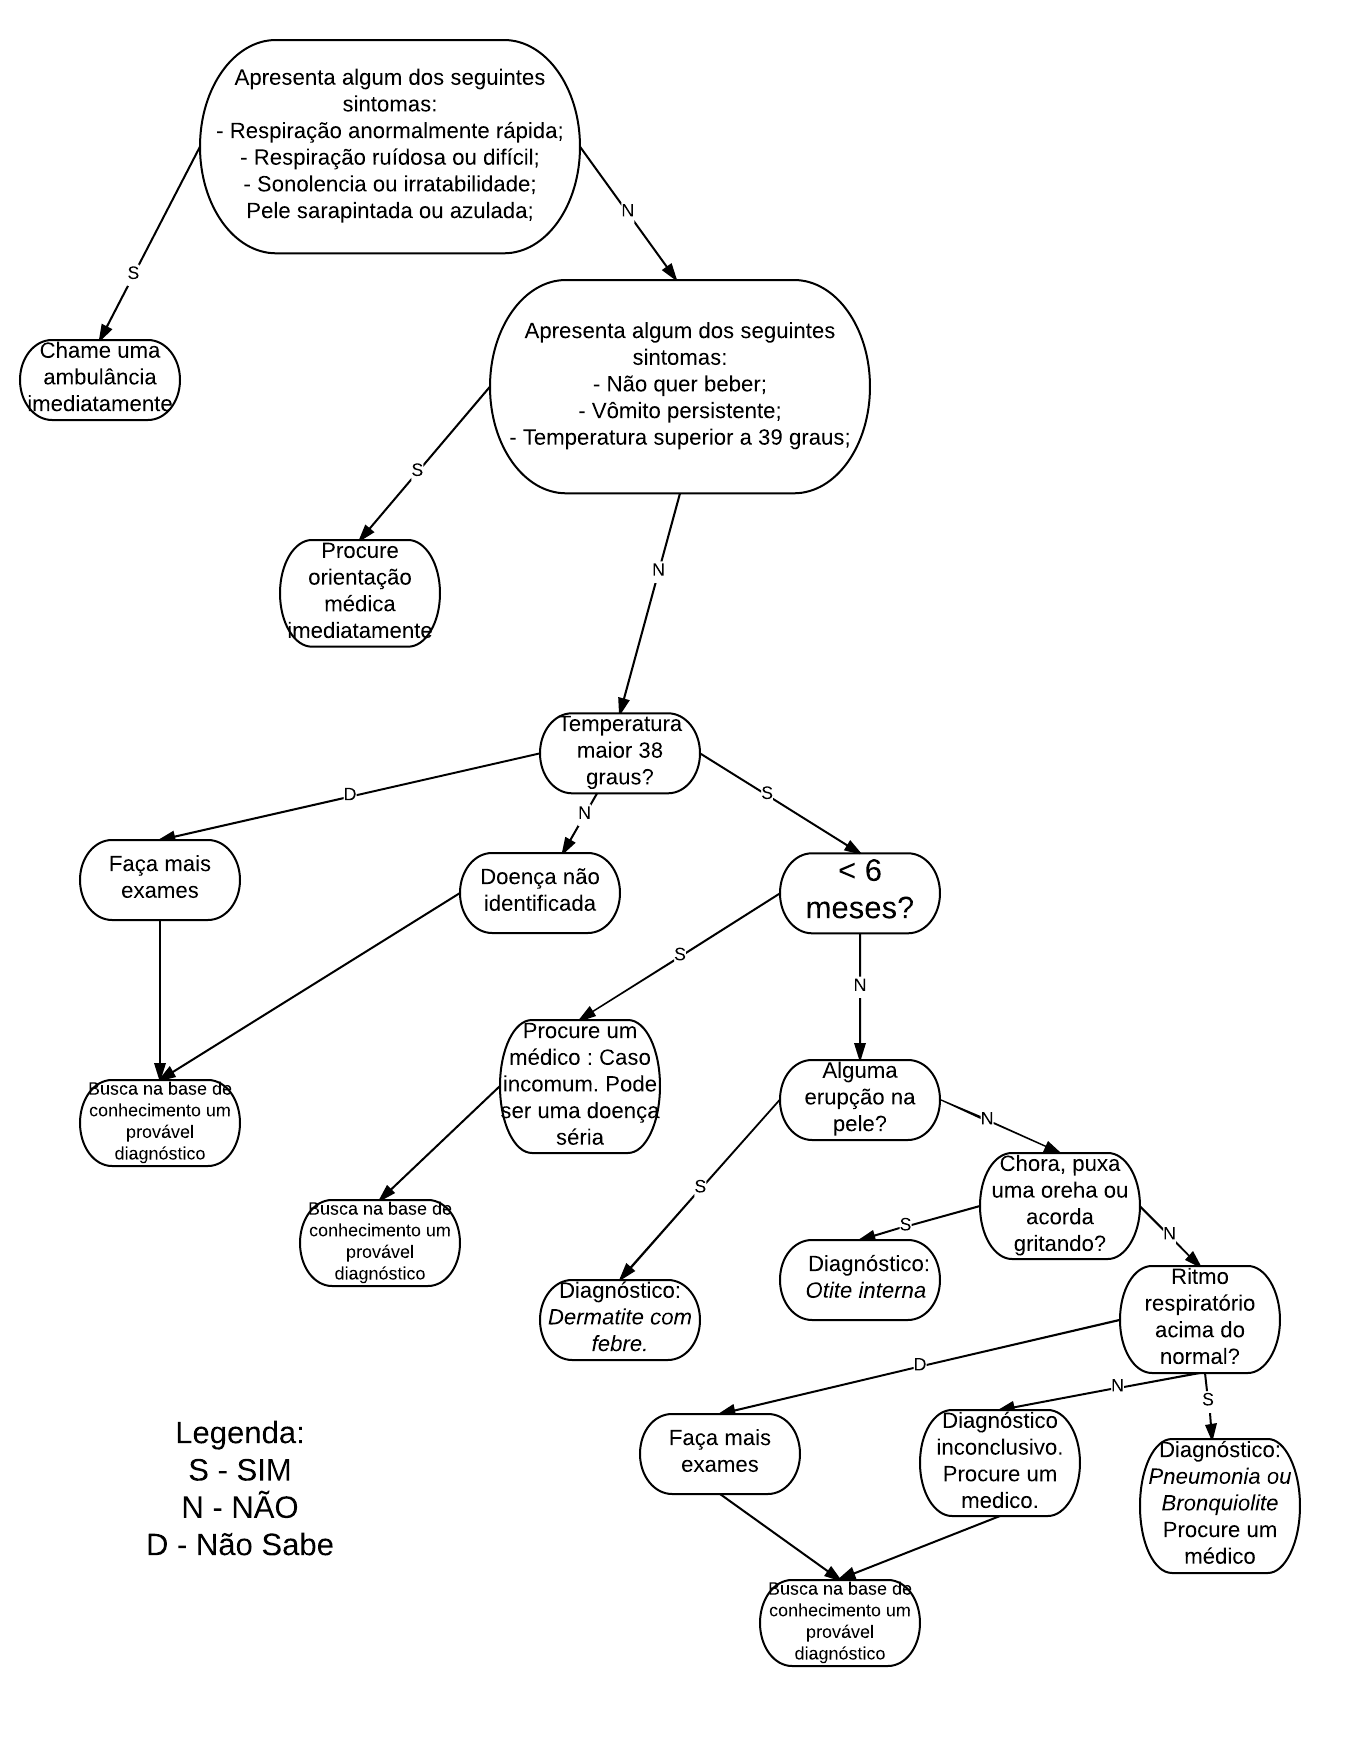 Apresenta algum dos seguintes
sintomas:
- Respiração anormalmente rápida;
- Respiração ruídosa ou difícil;
- Sonolencia ou irratabilidade;
Pele sarapintada ou azulada;
N
S
Chame uma
ambulância
imediatamente
Apresenta algum dos seguintes
sintomas:
- Não quer beber;
- Vômito persistente;
- Temperatura superior a 39 graus;
S
N
Procure
orientação
médica
imediatamente
Temperatura
maior 38
graus?
D
N
S
Faça mais
exames
Doença não
identificada
< 6
meses?
S
N
Busca na base de
conhecimento um
provável
diagnóstico
Procure um
médico : Caso
incomum. Pode
ser uma doença
séria
Alguma
erupção na
pele?
N
S
Busca na base de
conhecimento um
provável
diagnóstico
Chora, puxa
uma oreha ou
acorda
gritando?
S
N
Diagnóstico:
Dermatite com
febre.
Diagnóstico:
Otite interna
Ritmo
respiratório
acima do
normal?
D
N
S
Faça mais
exames
Diagnóstico
inconclusivo.
Procure um
medico.
Diagnóstico:
Pneumonia ou
Bronquiolite
Procure um
médico
Busca na base de
conhecimento um
provável
diagnóstico
Legenda:
S - SIM
N - NÃO
D - Não Sabe